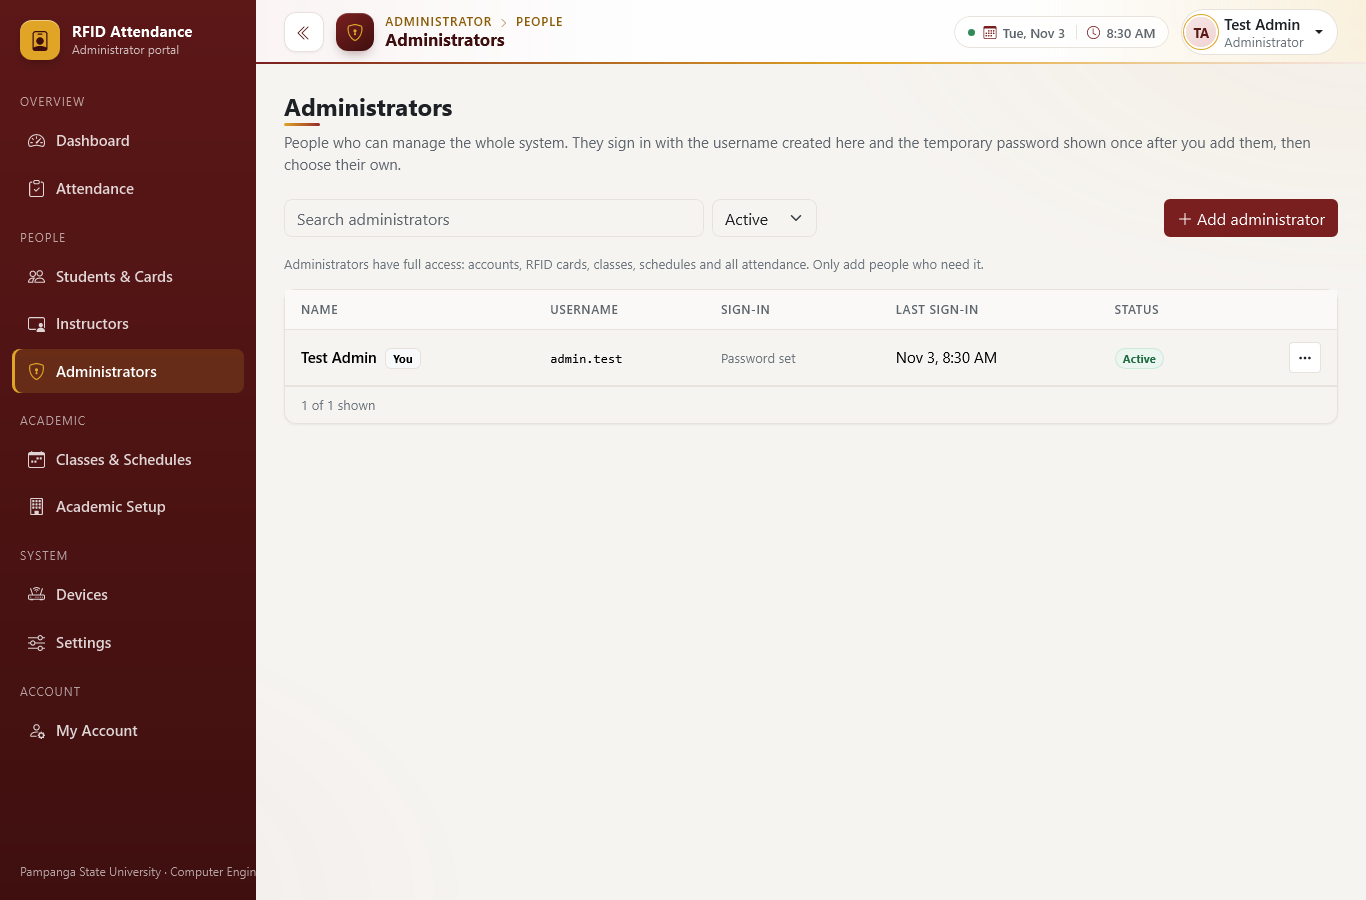 RFID Attendance
Administrator portal
OVERVIEW
Dashboard
Attendance
PEOPLE
Students & Cards
Instructors
Administrators
ACADEMIC
Classes & Schedules
Academic Setup
SYSTEM
Devices
Settings
ACCOUNT
My Account
Pampanga State University · Computer Engin
ADMINISTRATOR > PEOPLE
Administrators
Tue, Nov 3
8:30 AM
TA
Test Admin
Administrator
Administrators
People who can manage the whole system. They sign in with the username created here and the temporary password shown once after you add them, then
choose their own.
Search administrators
Active
+ Add administrator
Administrators have full access: accounts, RFID cards, classes, schedules and all attendance. Only add people who need it.
NAME USERNAME SIGN-IN LAST SIGN-IN STATUS
Test Admin You admin.test Password set Nov 3, 8:30 AM Active ...
1 of 1 shown